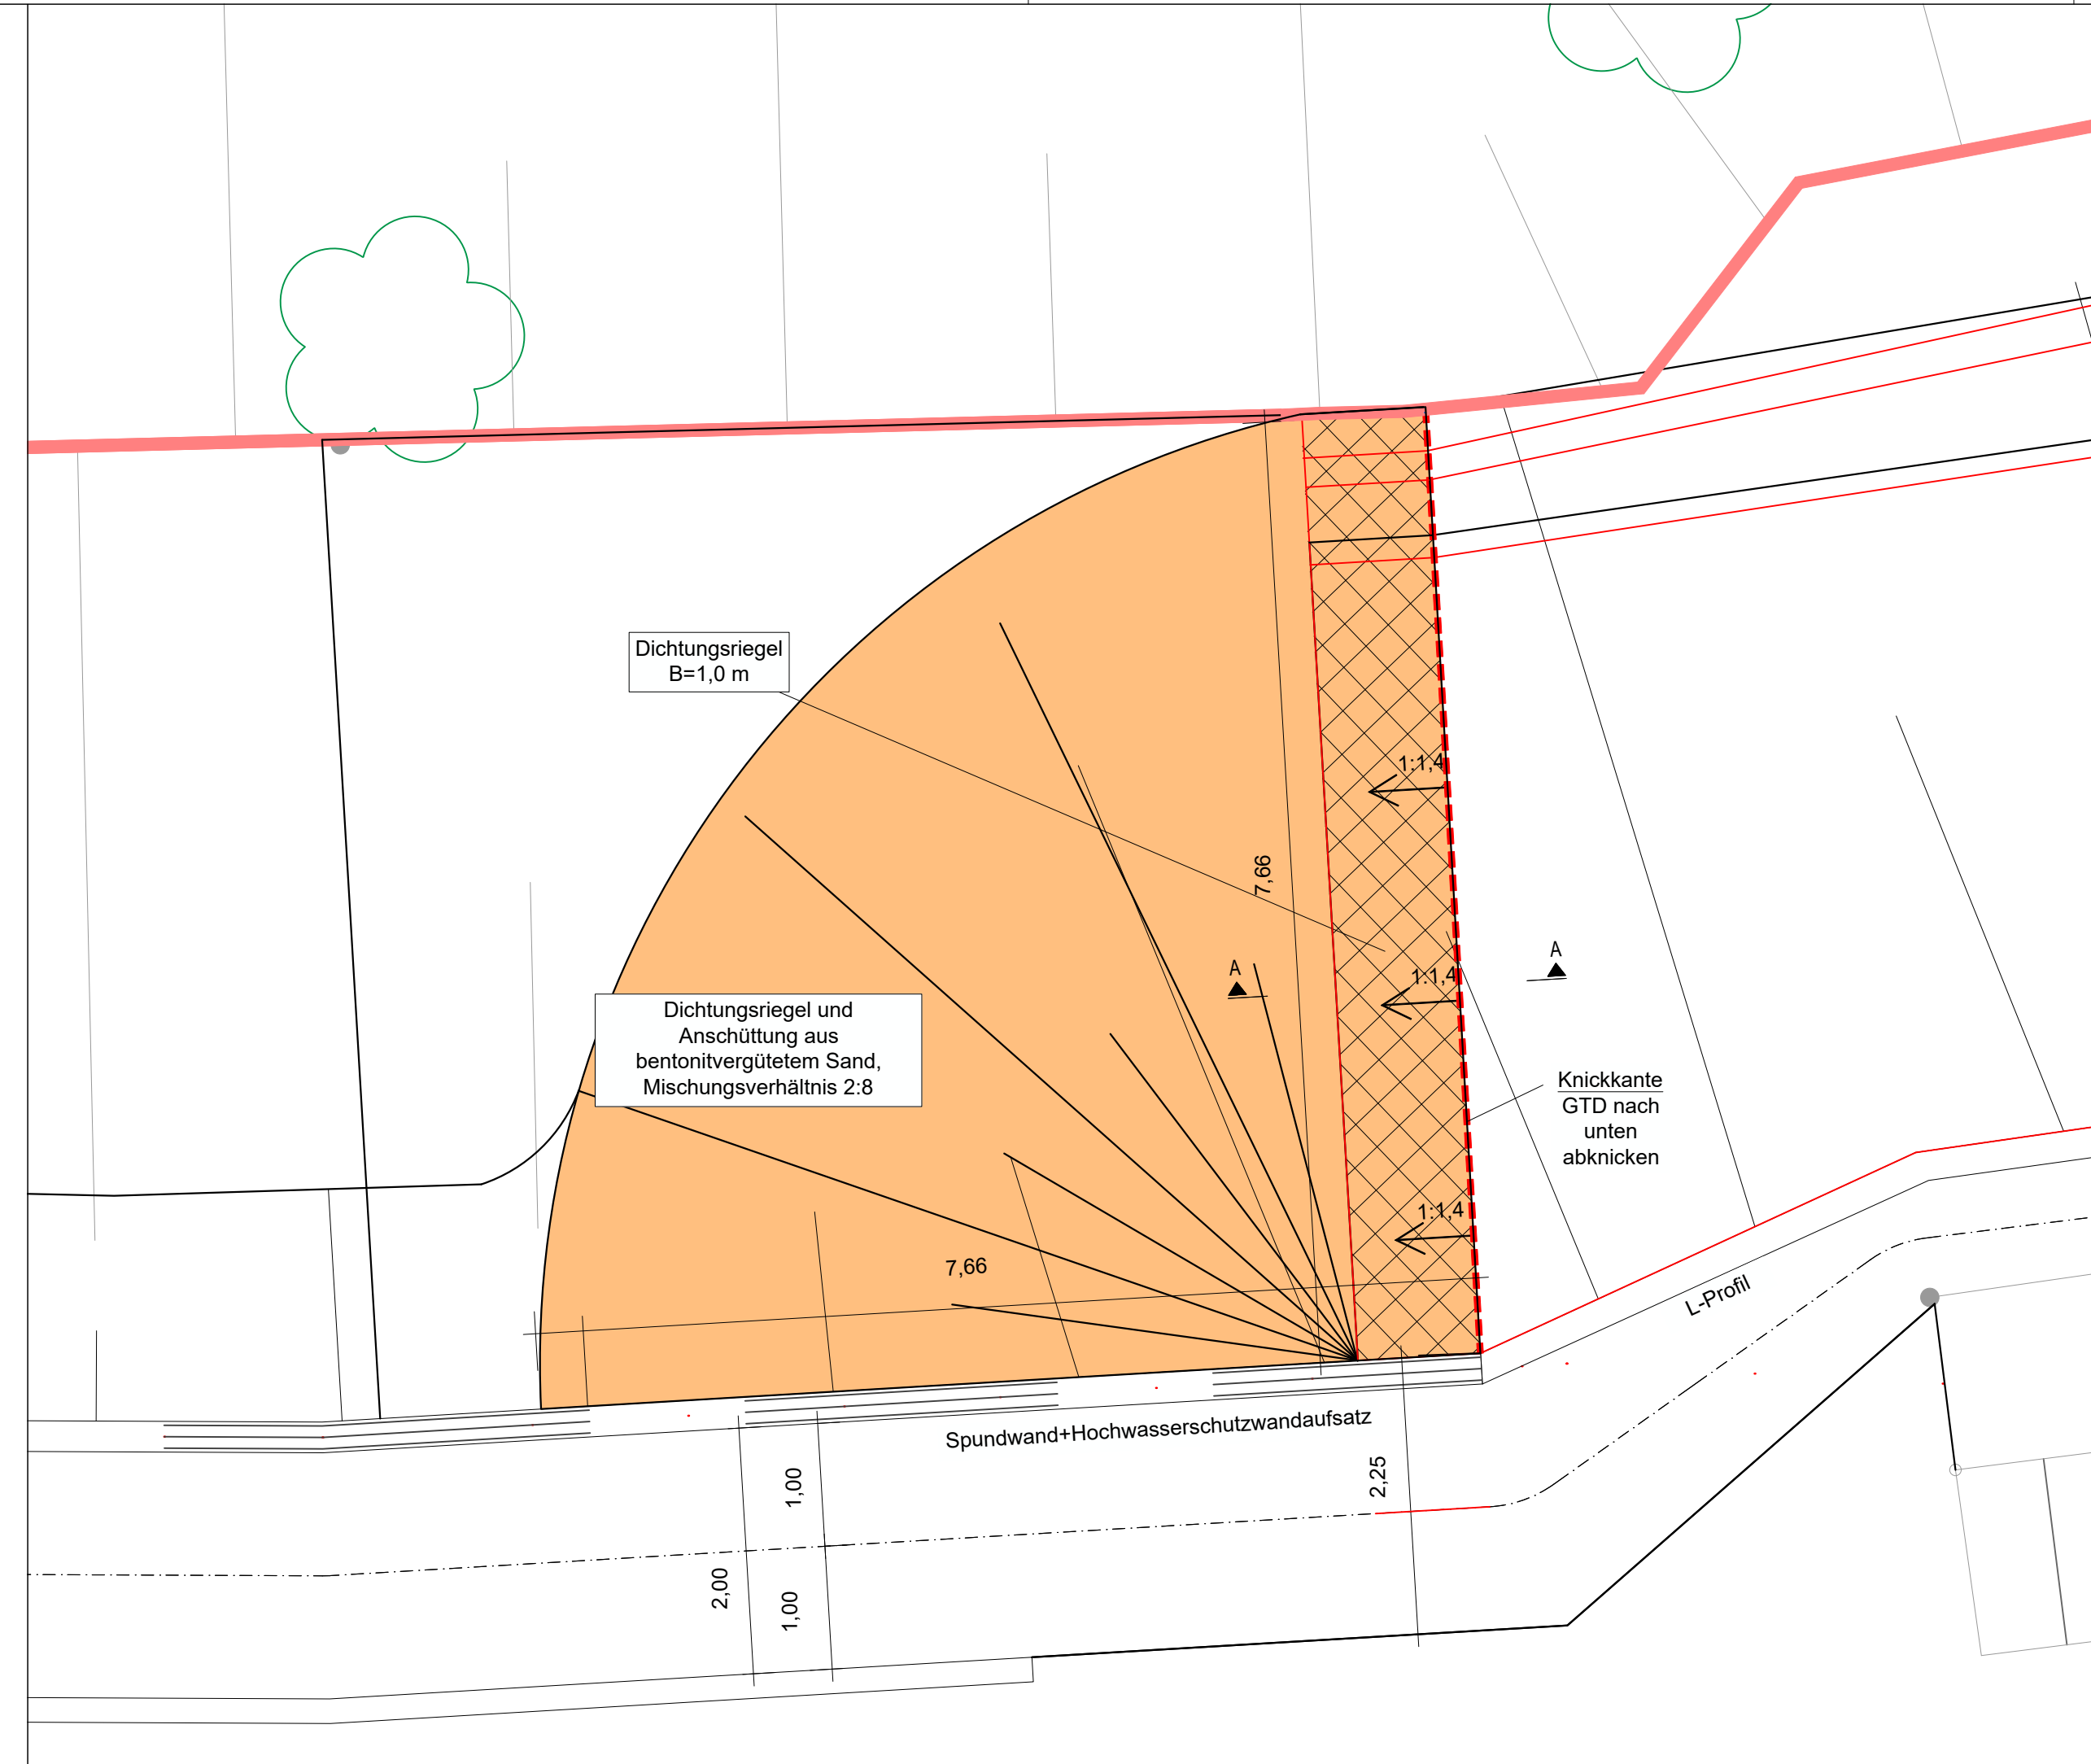 Dichtungsriegel
B=1,0 m
1:1,4
7,66
A
A
1:1,4
Dichtungsriegel und
Anschüttung aus
bentonitvergütetem Sand,
Mischungsverhältnis 2:8
Knickkante
GTD nach
unten
abknicken
1:1,4
7,66
L-Profil
Spundwand+Hochwasserschutzwandaufsatz
1,00
2,25
2,00
1,00